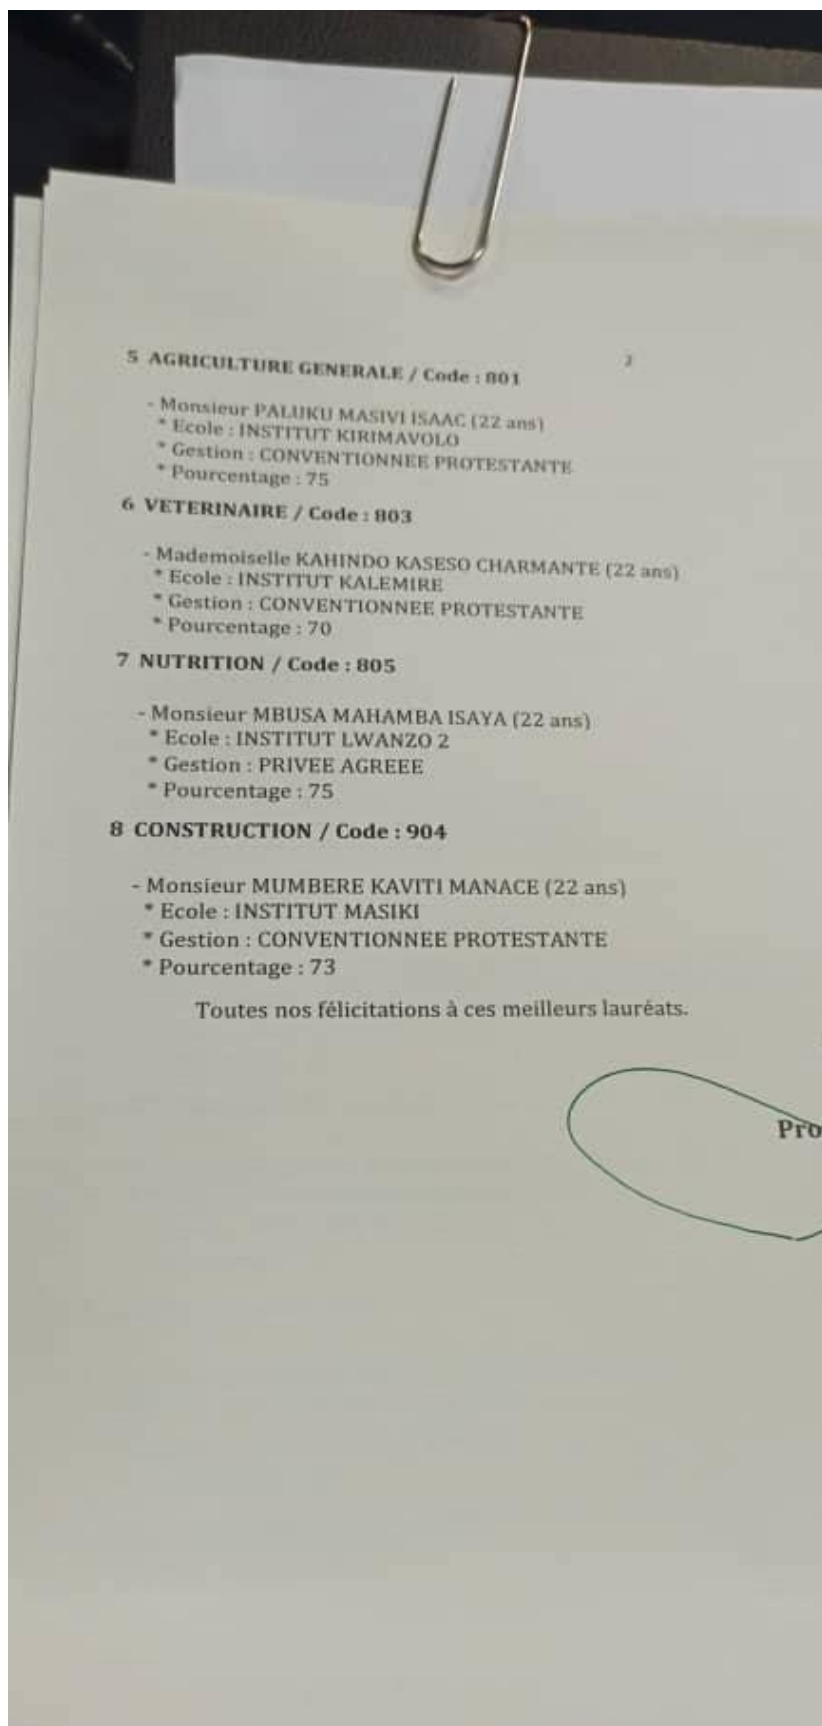 2
5 AGRICULTURE GENERALE / Code : 801
- Monsieur PALUKU MASIVI ISAAC (22 ans)
* Ecole : INSTITUT KIRIMAVOLO
* Gestion : CONVENTIONNEE PROTESTANTE
* Pourcentage : 75
6 VETERINAIRE / Code : 803
- Mademoiselle KAHINDO KASESO CHARMANTE (22 ans)
* Ecole : INSTITUT KALEMIRE
* Gestion : CONVENTIONNEE PROTESTANTE
* Pourcentage : 70
7 NUTRITION / Code : 805
- Monsieur MBUSA MAHAMBA ISAYA (22 ans)
* Ecole : INSTITUT LWANZO 2
* Gestion : PRIVEE AGREEE
* Pourcentage : 75
8 CONSTRUCTION / Code : 904
- Monsieur MUMBERE KAVITI MANACE (22 ans)
* Ecole : INSTITUT MASIKI
* Gestion : CONVENTIONNEE PROTESTANTE
* Pourcentage : 73
Toutes nos félicitations à ces meilleurs lauréats.
Pro